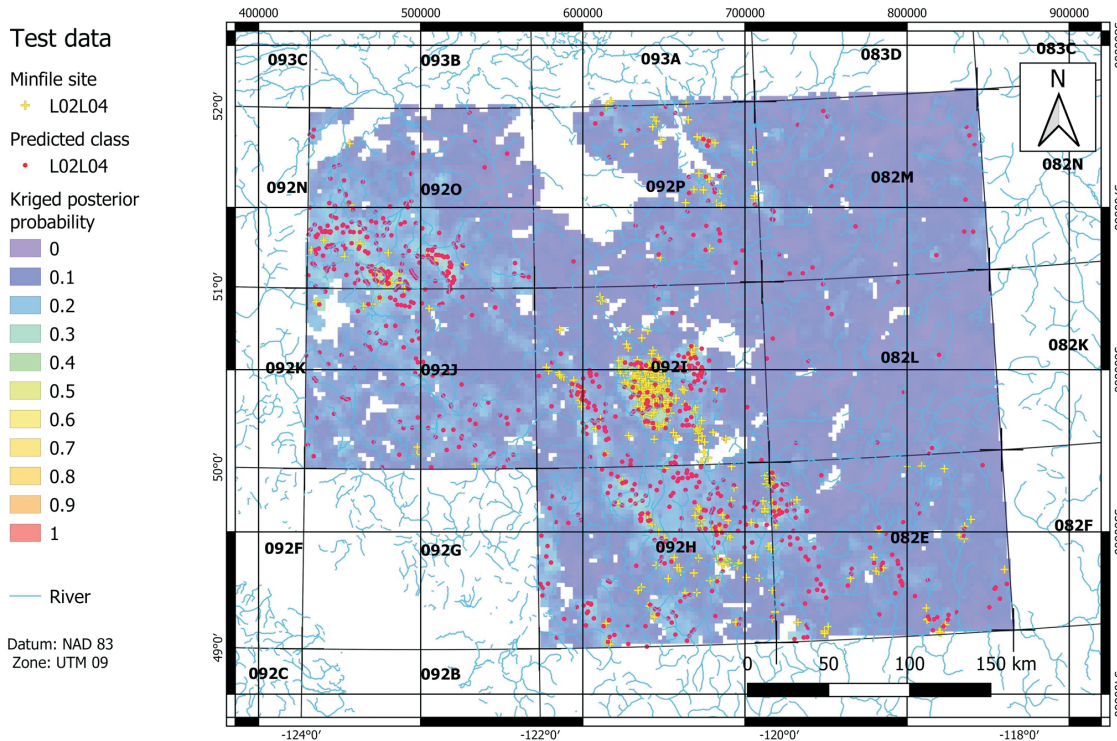 400000 500000 600000 700000 800000 900000
Test data
Minfile site
L02L04
Predicted class
L02L04
Kriged posterior
probability
0
0.1
0.2
0.3
0.4
0.5
0.6
0.7
0.8
0.9
1
River
Datum: NAD 83
Zone: UTM 09
093C 093B 093A 083D 083C
N
52°0'
092N 092O 092P 082M 082N
51°0'
092K 092J 092I 082L 082K
50°0'
092F 092G 092H 082E 082F
49°0'
092C 092B
0 50 100 150 km
-124°0' -122°0' -120°0' -118°0'